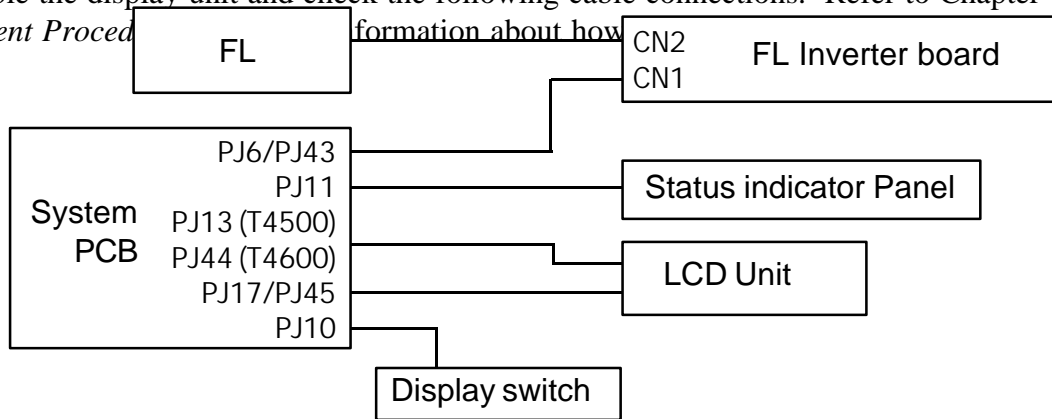 ble the display unit and check the following cable connections. Refer to Chapter
ent Proced formation about how
FL
CN2
CN1
FL Inverter board
System
PCB
PJ6/PJ43
PJ11
PJ13 (T4500)
PJ44 (T4600)
PJ17/PJ45
PJ10
Status indicator Panel
LCD Unit
Display switch